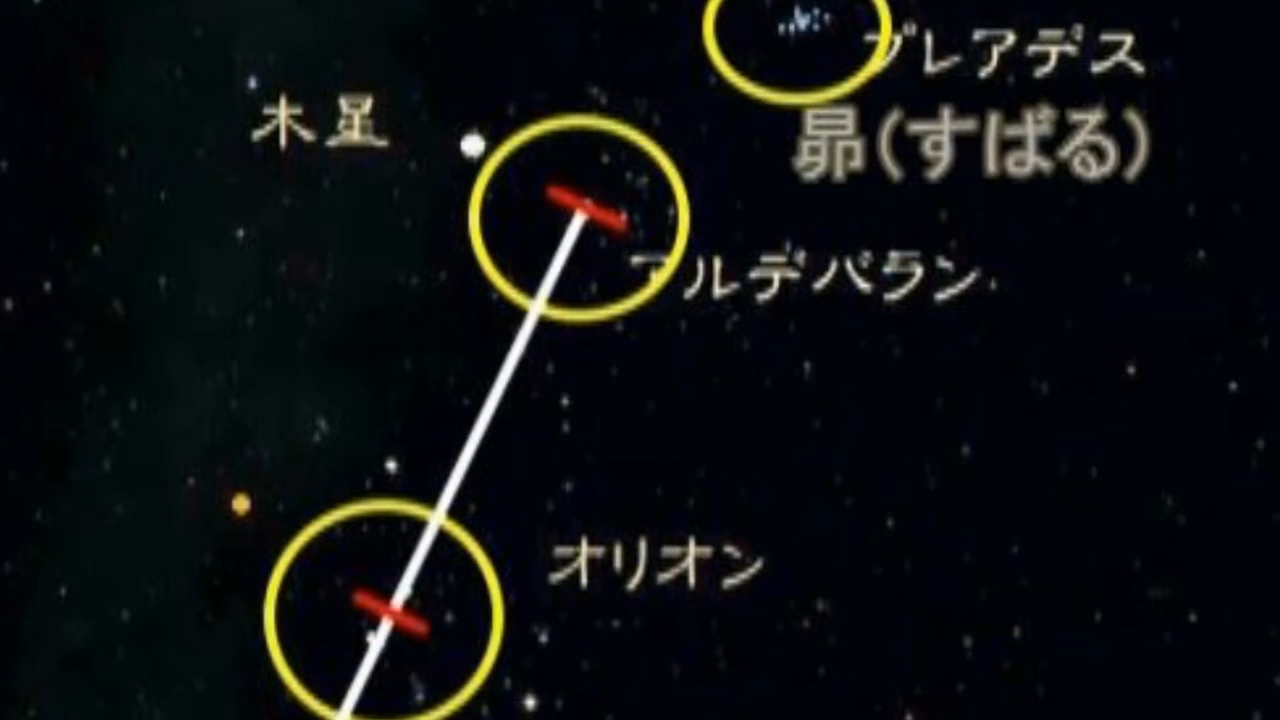 プレアデス
昴(すばる)
木星
アルデバラン
オリオン